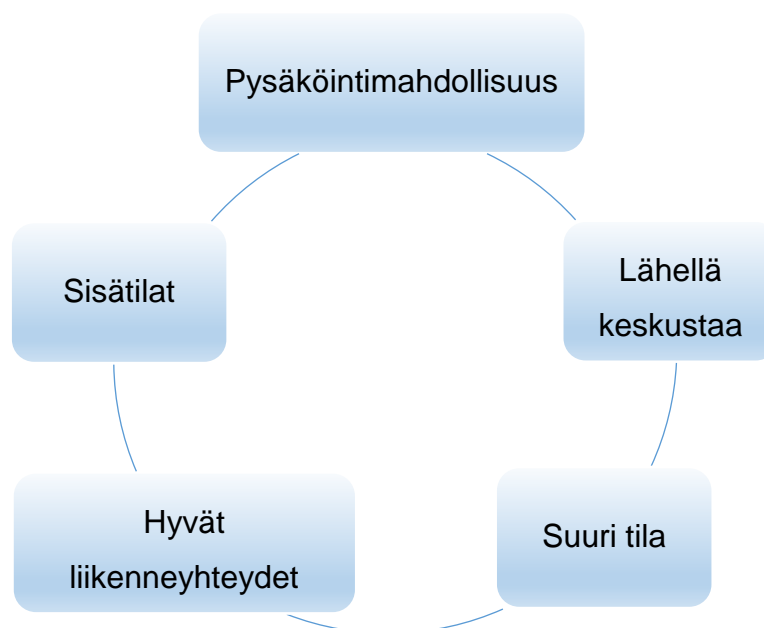 Pysäköintimahdollisuus
Lähellä
keskustaa
Suuri tila
Hyvät
liikenneyhteydet
Sisätilat